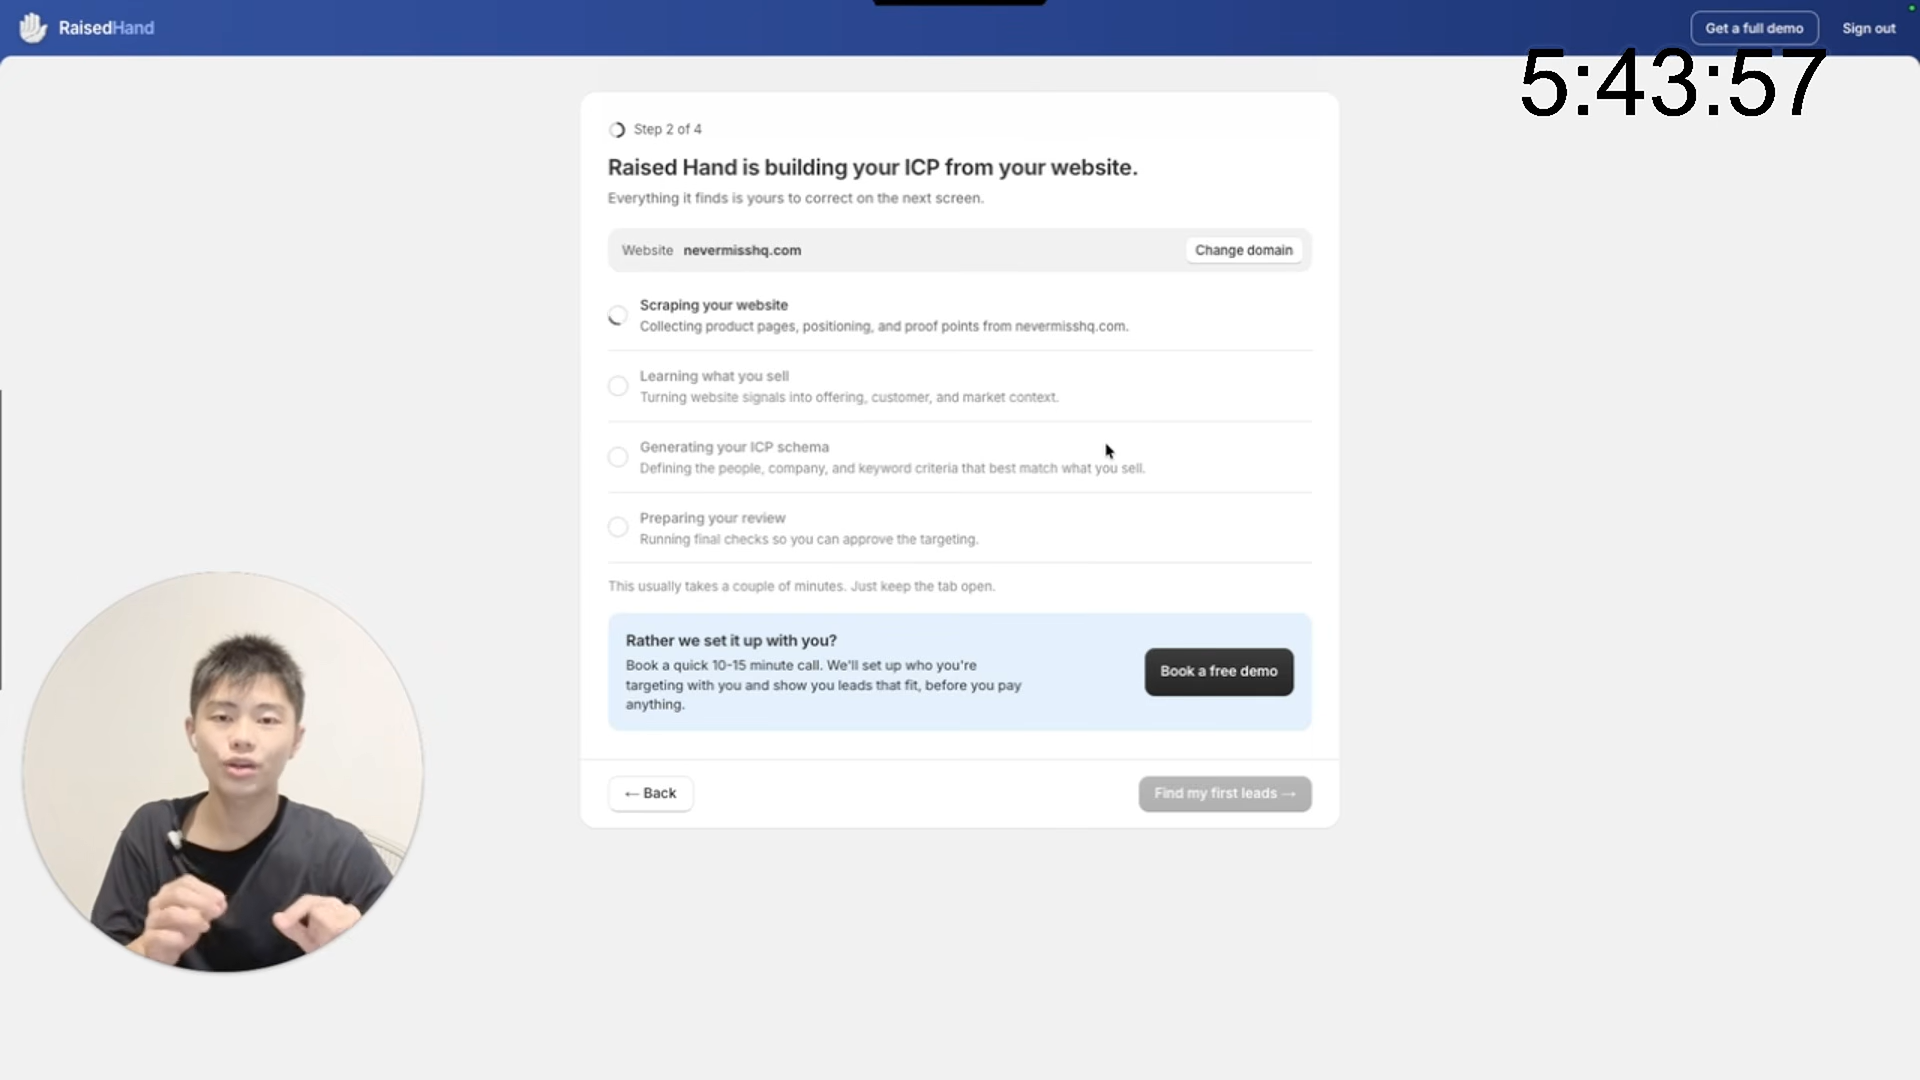 RaisedHand
Get a full demo
Sign out
5:43:57
Step 2 of 4
Raised Hand is building your ICP from your website.
Everything it finds is yours to correct on the next screen.
Website nevermisshq.com
Change domain
Scraping your website
Collecting product pages, positioning, and proof points from nevermisshq.com.
Learning what you sell
Turning website signals into offering, customer, and market context.
Generating your ICP schema
Defining the people, company, and keyword criteria that best match what you sell.
Preparing your review
Running final checks so you can approve the targeting.
This usually takes a couple of minutes. Just keep the tab open.
Rather we set it up with you?
Book a quick 10-15 minute call. We'll set up who you're
targeting with you and show you leads that fit, before you pay
anything.
Book a free demo
← Back
Find my first leads →